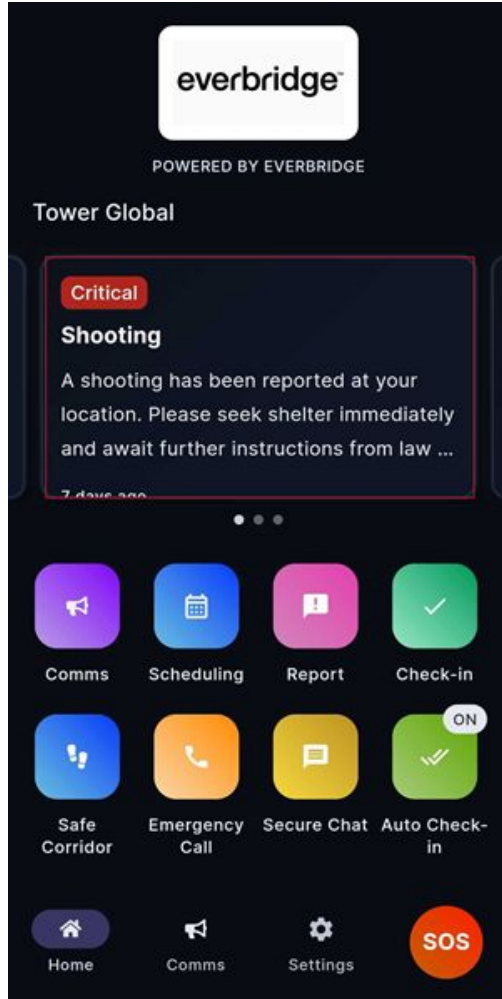 everbridge™
POWERED BY EVERBRIDGE
Tower Global
Critical
Shooting
A shooting has been reported at your
location. Please seek shelter immediately
and await further instructions from law ...
7 days ago
Comms
Scheduling
Report
Check-in
ON
Safe
Corridor
Emergency
Call
Secure Chat
Auto Check-
in
Home
Comms
Settings
SOS